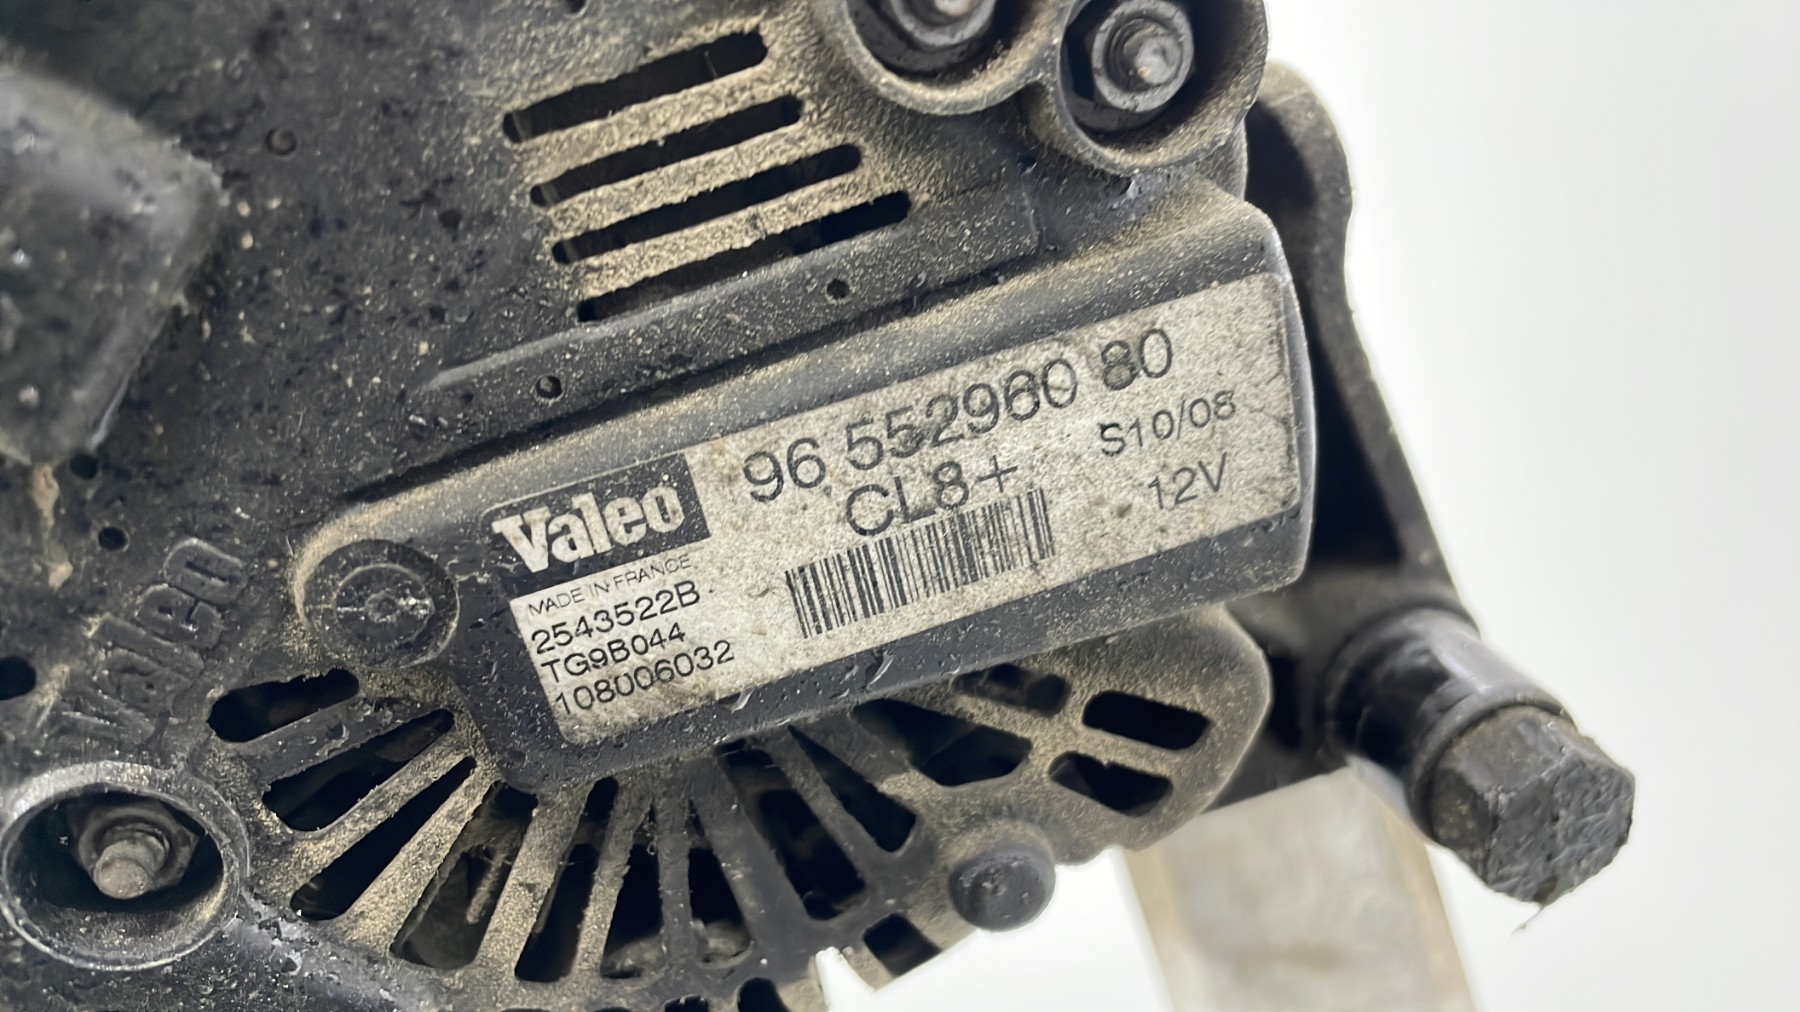 96 552960 80
CL8+
S10/08
12V
Valeo
MADE IN FRANCE
2543522B
TG9B044
108006032
Valeo